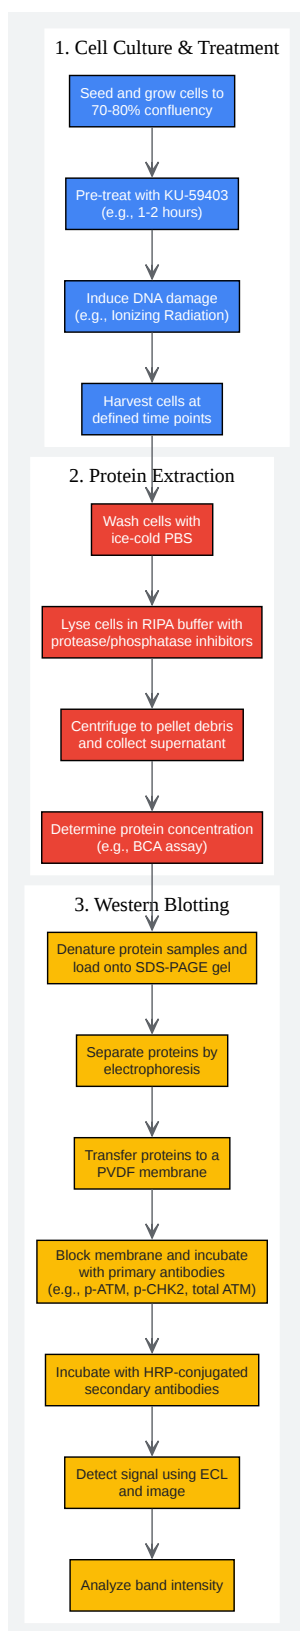 1. Cell Culture & Treatment
Seed and grow cells to
70-80% confluency
Pre-treat with KU-59403
(e.g., 1-2 hours)
Induce DNA damage
(e.g., Ionizing Radiation)
Harvest cells at
defined time points
2. Protein Extraction
Wash cells with
ice-cold PBS
Lyse cells in RIPA buffer with
protease/phosphatase inhibitors
Centrifuge to pellet debris
and collect supernatant
Determine protein concentration
(e.g., BCA assay)
3. Western Blotting
Denature protein samples and
load onto SDS-PAGE gel
Separate proteins by
electrophoresis
Transfer proteins to a
PVDF membrane
Block membrane and incubate
with primary antibodies
(e.g., p-ATM, p-CHK2, total ATM)
Incubate with HRP-conjugated
secondary antibodies
Detect signal using ECL
and image
Analyze band intensity